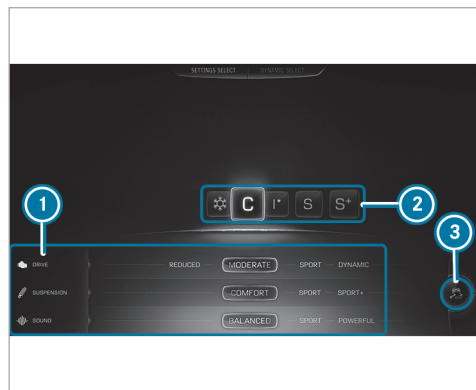 SETTINGS SELECT DYNAMIC SELECT
C I* S S+
2
1
3
DRIVE REDUCED MODERATE SPORT DYNAMIC
SUSPENSION COMFORT SPORT SPORT+
SOUND BALANCED SPORT POWERFUL